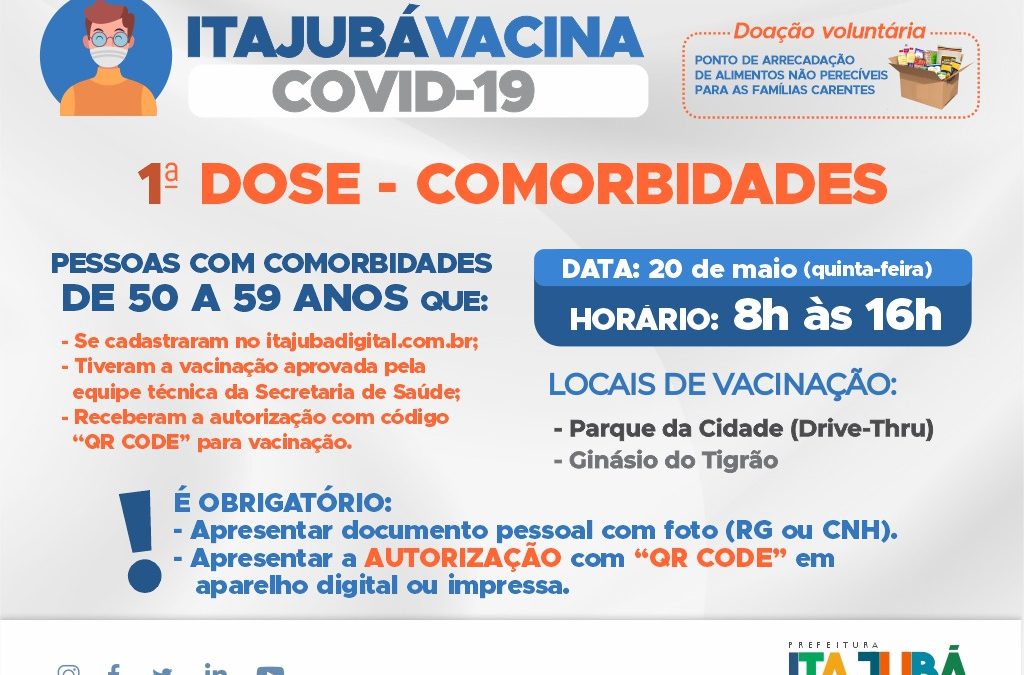 ITAJUBÁVACINA
COVID-19
Doação voluntária
PONTO DE ARRECADAÇÃO
DE ALIMENTOS NÃO PERECÍVEIS
PARA AS FAMÍLIAS CARENTES
1ª DOSE - COMORBIDADES
PESSOAS COM COMORBIDADES
DE 50 A 59 ANOS QUE:
- Se cadastraram no itajubadigital.com.br;
- Tiveram a vacinação aprovada pela
equipe técnica da Secretaria de Saúde;
- Receberam a autorização com código
“QR CODE” para vacinação.
DATA: 20 de maio (quinta-feira)
HORÁRIO: 8h às 16h
LOCAIS DE VACINAÇÃO:
- Parque da Cidade (Drive-Thru)
- Ginásio do Tigrão
! É OBRIGATÓRIO:
- Apresentar documento pessoal com foto (RG ou CNH).
- Apresentar a AUTORIZAÇÃO com “QR CODE” em
aparelho digital ou impressa.
PREFEITURA
ITAJUBÁ